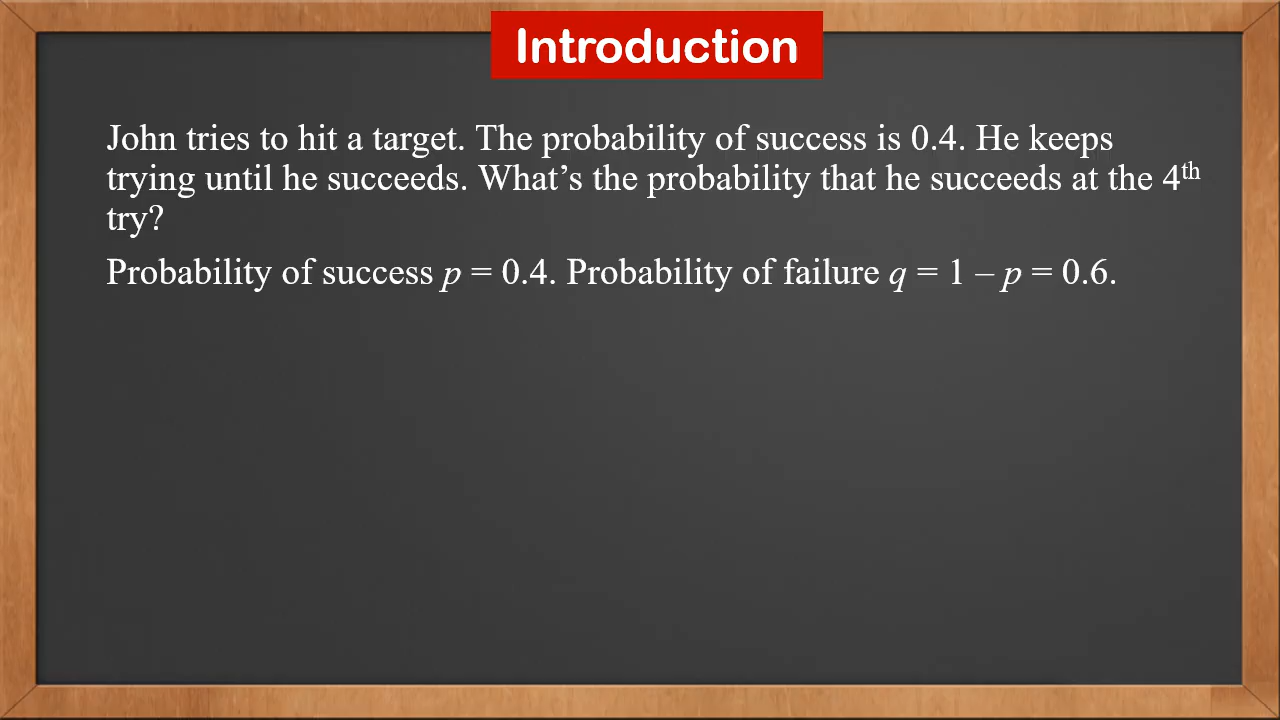 Introduction
John tries to hit a target. The probability of success is 0.4. He keeps
trying until he succeeds. What’s the probability that he succeeds at the 4th
try?
Probability of success p = 0.4. Probability of failure q = 1 – p = 0.6.